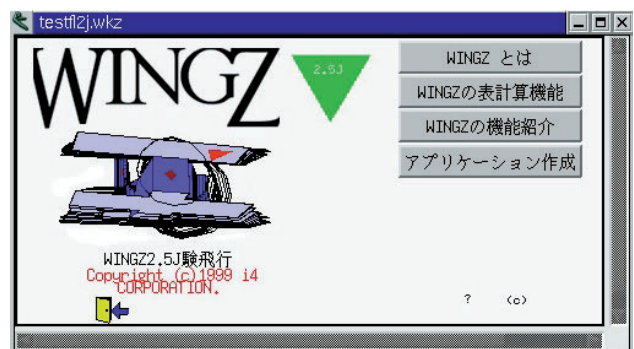 testfl2j.wkz
WINGZ
2.5J
WINGZ とは
WINGZの表計算機能
WINGZの機能紹介
アプリケーション作成
WINGZ2.5J験飛行
Copyright (c)1999 i4
CORPORATION.
? (c)